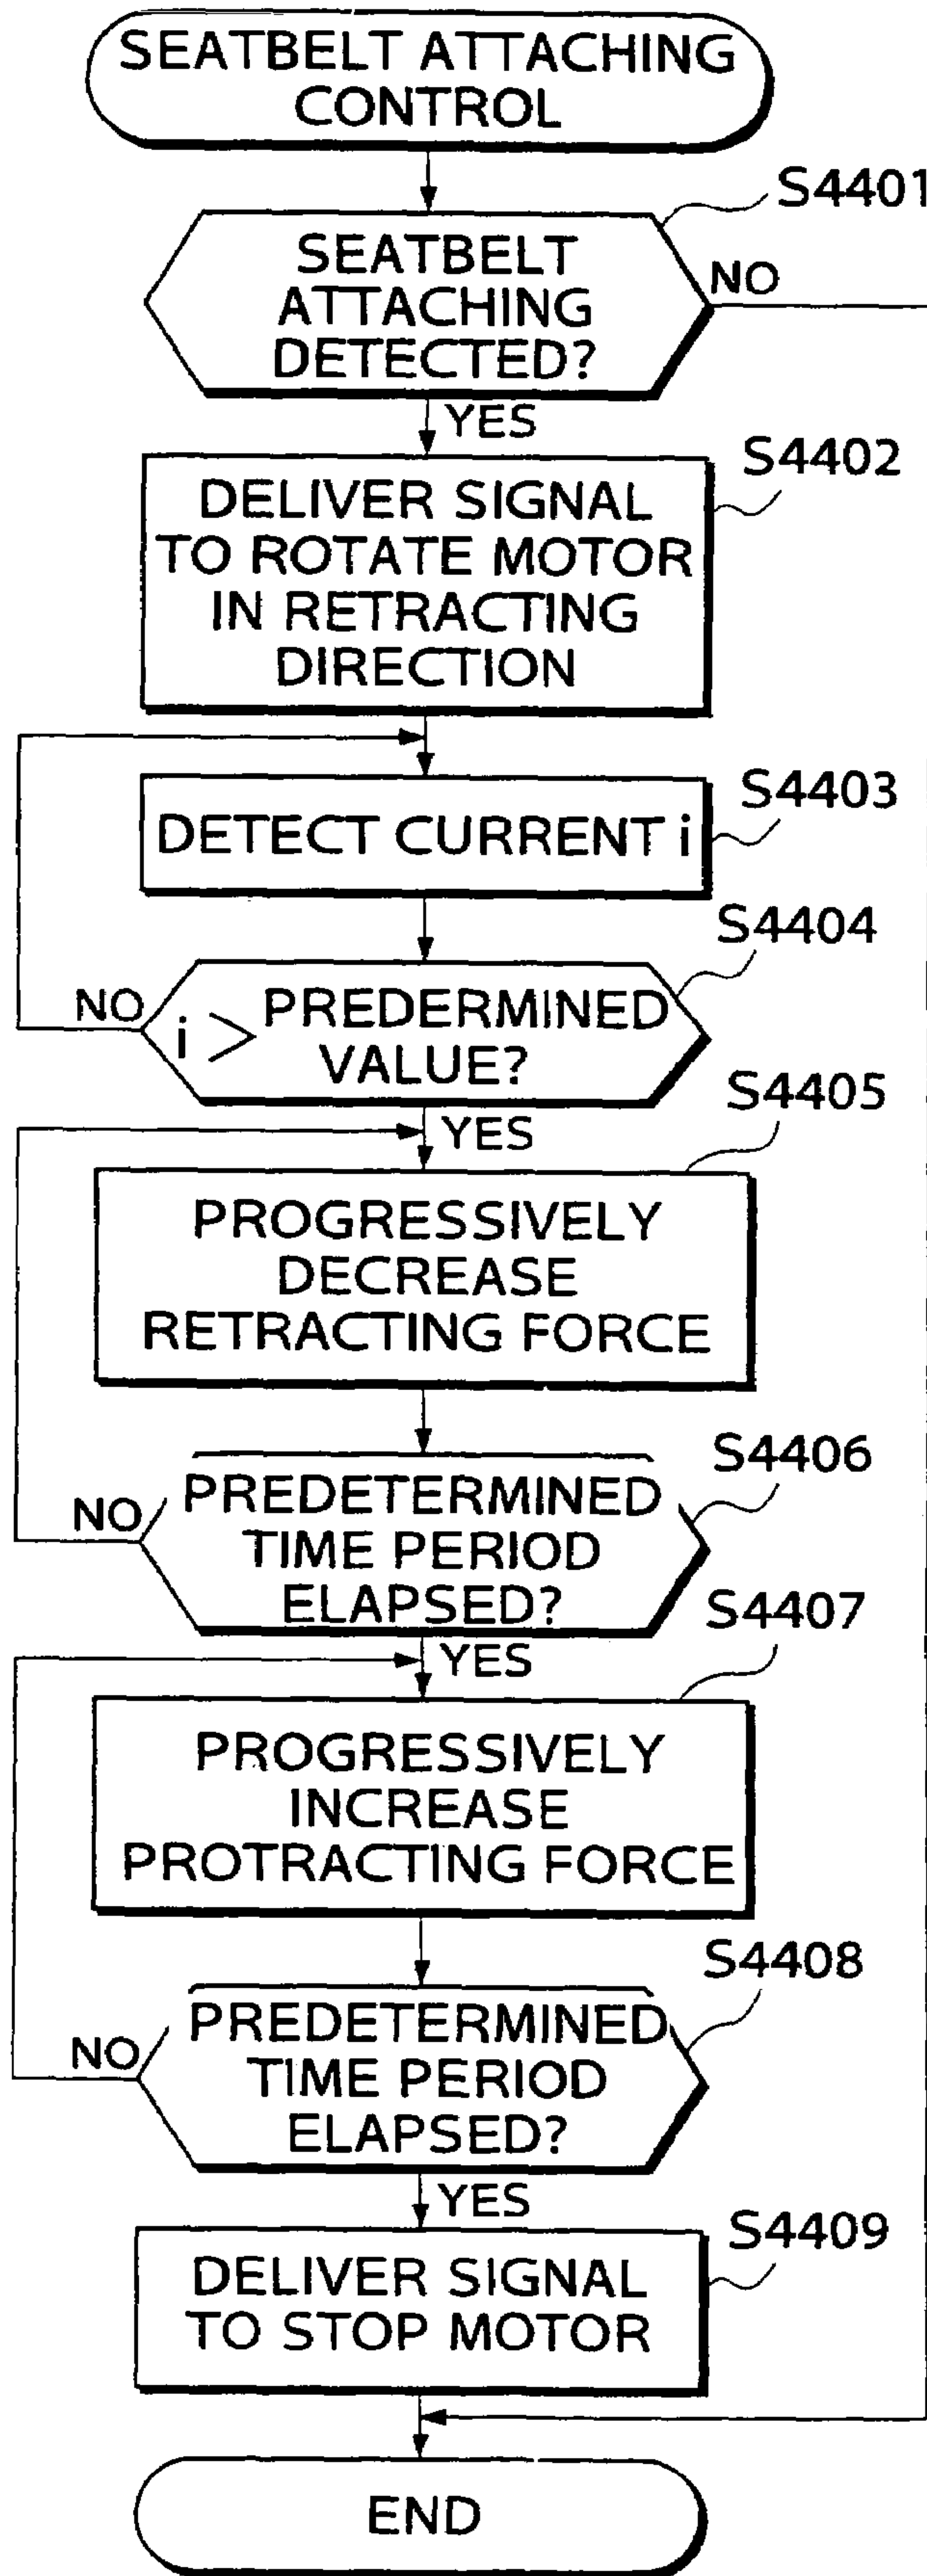 SEATBELT ATTACHING
CONTROL
S4401
SEATBELT
ATTACHING
DETECTED?
NO
YES
S4402
DELIVER SIGNAL
TO ROTATE MOTOR
IN RETRACTING
DIRECTION
S4403
DETECT CURRENT i
S4404
NO
i > PREDERMINED
VALUE?
YES
S4405
PROGRESSIVELY
DECREASE
RETRACTING FORCE
S4406
NO
PREDETERMINED
TIME PERIOD
ELAPSED?
YES
S4407
PROGRESSIVELY
INCREASE
PROTRACTING FORCE
S4408
NO
PREDETERMINED
TIME PERIOD
ELAPSED?
YES
S4409
DELIVER SIGNAL
TO STOP MOTOR
END